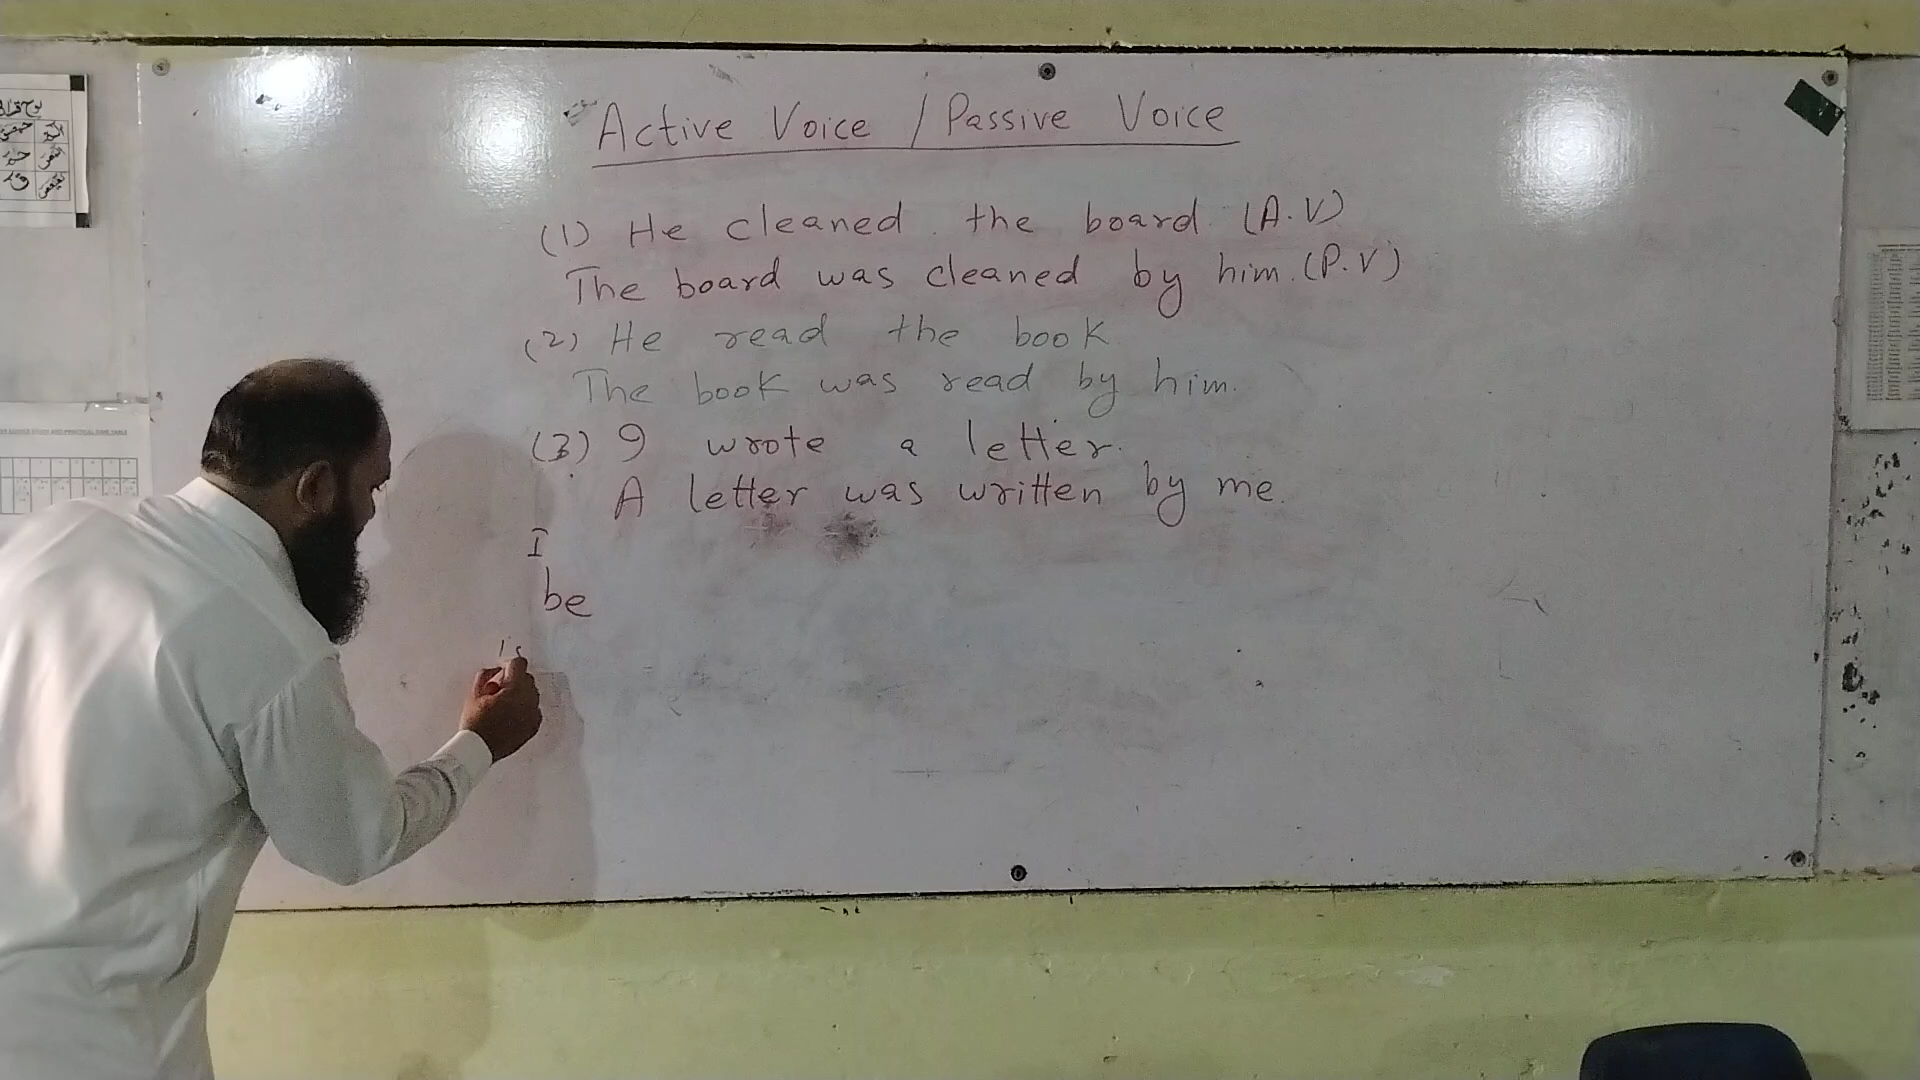 Active Voice / Passive Voice
(1) He cleaned the board. (A.V)
The board was cleaned by him. (P.V)
(2) He read the book.
The book was read by him.
(3) I wrote a letter.
A letter was written by me.
I
be
is